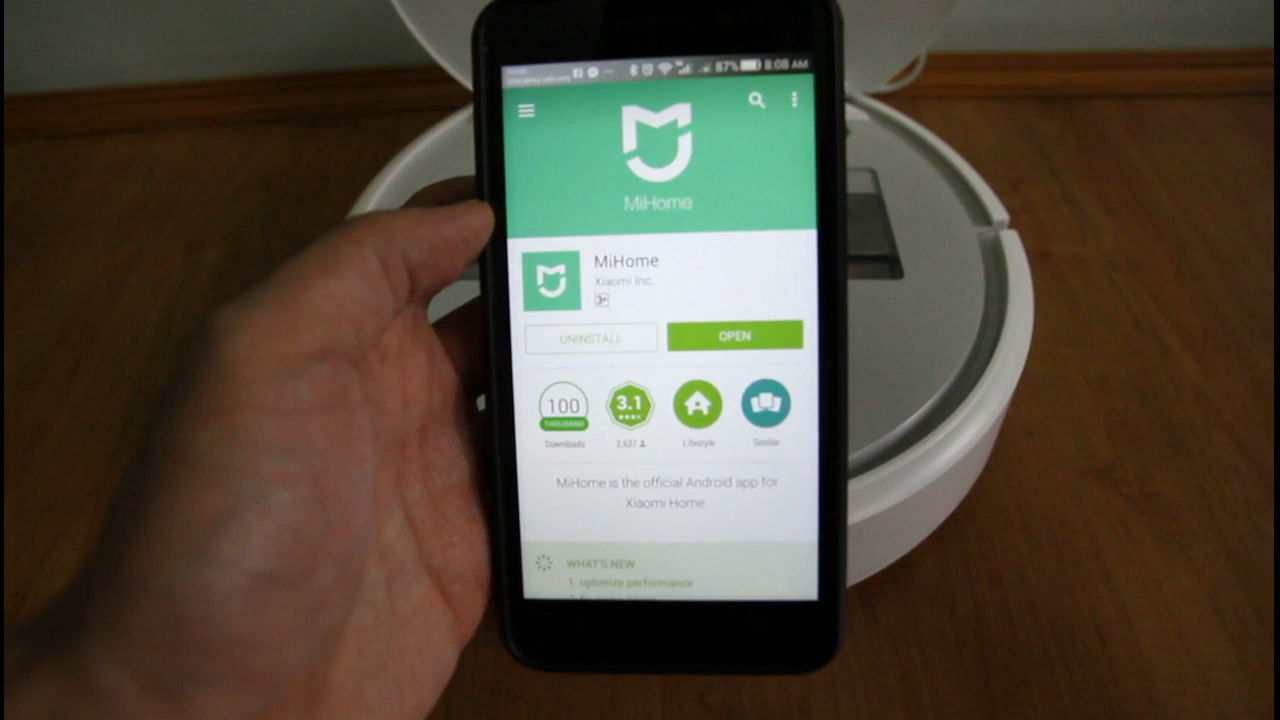 87% 8:08 AM
MiHome
MiHome
Xiaomi Inc.
3+
UNINSTALL OPEN
100 3.1
THOUSAND
Downloads 2,637 Lifestyle Similar
MiHome is the official Android app for
Xiaomi Home.
WHAT'S NEW
1. optimize performance